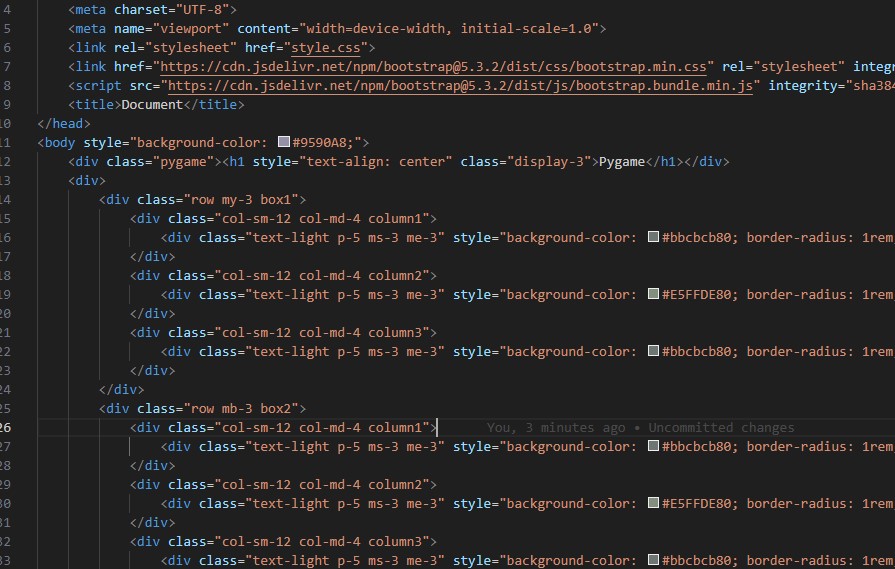 4 <meta charset="UTF-8">
5 <meta name="viewport" content="width=device-width, initial-scale=1.0">
6 <link rel="stylesheet" href="style.css">
7 <link href="https://cdn.jsdelivr.net/npm/bootstrap@5.3.2/dist/css/bootstrap.min.css" rel="stylesheet" integr
8 <script src="https://cdn.jsdelivr.net/npm/bootstrap@5.3.2/dist/js/bootstrap.bundle.min.js" integrity="sha384
9 <title>Document</title>
10 </head>
11 <body style="background-color: #9590A8;">
12 <div class="pygame"><h1 style="text-align: center" class="display-3">Pygame</h1></div>
13 <div>
14 <div class="row my-3 box1">
15 <div class="col-sm-12 col-md-4 column1">
16 <div class="text-light p-5 ms-3 me-3" style="background-color: #bbcbcb80; border-radius: 1rem
17 </div>
18 <div class="col-sm-12 col-md-4 column2">
19 <div class="text-light p-5 ms-3 me-3" style="background-color: #E5FFDE80; border-radius: 1rem
20 </div>
21 <div class="col-sm-12 col-md-4 column3">
22 <div class="text-light p-5 ms-3 me-3" style="background-color: #bbcbcb80; border-radius: 1rem
23 </div>
24 </div>
25 <div class="row mb-3 box2">
26 <div class="col-sm-12 col-md-4 column1"> You, 3 minutes ago • Uncommitted changes
27 <div class="text-light p-5 ms-3 me-3" style="background-color: #bbcbcb80; border-radius: 1rem
28 </div>
29 <div class="col-sm-12 col-md-4 column2">
30 <div class="text-light p-5 ms-3 me-3" style="background-color: #E5FFDE80; border-radius: 1rem
31 </div>
32 <div class="col-sm-12 col-md-4 column3">
33 <div class="text-light p-5 ms-3 me-3" style="background-color: #bbcbcb80; border-radius: 1rem